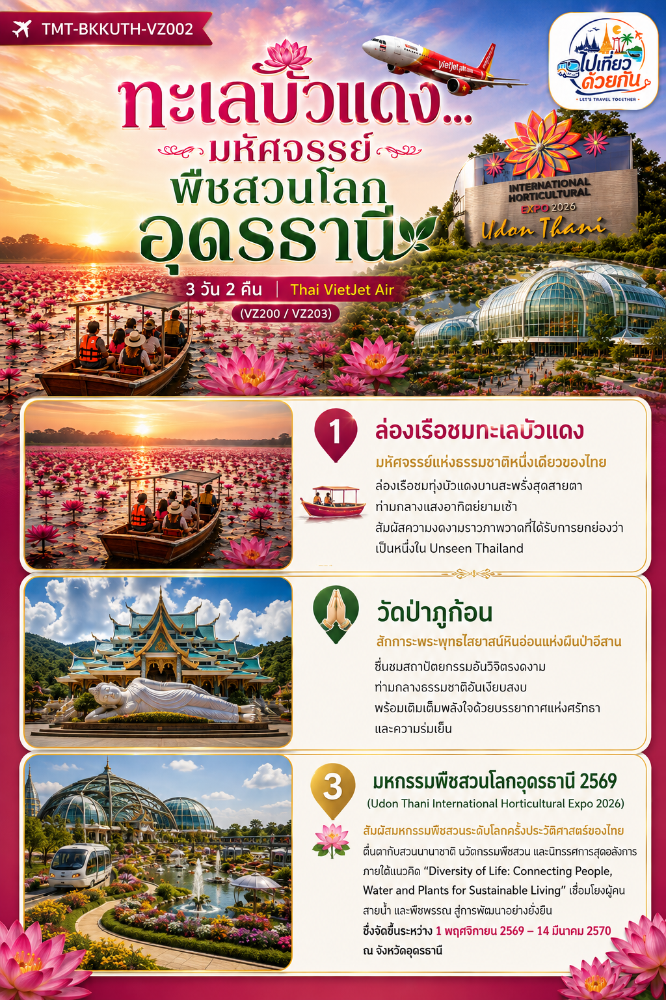 TMT-BKKUTH-VZ002
vietjetair.com
ไปเที่ยว
ด้วยกัน
• LET'S TRAVEL TOGETHER •
ทะเลบัวแดง...
มหัศจรรย์
พืชสวนโลก
อุดรธานี
INTERNATIONAL
HORTICULTURAL
EXPO 2026
Udon Thani
3 วัน 2 คืน | Thai VietJet Air
(VZ200 / VZ203)
1
ล่องเรือชมทะเลบัวแดง
มหัศจรรย์แห่งธรรมชาติหนึ่งเดียวของไทย
ล่องเรือชมทุ่งบัวแดงบานสะพรั่งสุดสายตา
ท่ามกลางแสงอาทิตย์ยามเช้า
สัมผัสความงดงามราวภาพวาดที่ได้รับการยกย่องว่า
เป็นหนึ่งใน Unseen Thailand
วัดป่าภูก้อน
สักการะพระพุทธไสยาสน์หินอ่อนแห่งผืนป่าอีสาน
ชื่นชมสถาปัตยกรรมอันวิจิตรงดงาม
ท่ามกลางธรรมชาติอันเงียบสงบ
พร้อมเติมเต็มพลังใจด้วยบรรยากาศแห่งศรัทธา
และความร่มเย็น
3
มหกรรมพืชสวนโลกอุดรธานี 2569
(Udon Thani International Horticultural Expo 2026)
สัมผัสมหกรรมพืชสวนระดับโลกครั้งประวัติศาสตร์ของไทย
ตื่นตากับสวนนานาชาติ นวัตกรรมพืชสวน และนิทรรศการสุดอลังการ
ภายใต้แนวคิด "Diversity of Life: Connecting People,
Water and Plants for Sustainable Living" เชื่อมโยงผู้คน
สายน้ำ และพืชพรรณ สู่การพัฒนาอย่างยั่งยืน
ซึ่งจัดขึ้นระหว่าง 1 พฤศจิกายน 2569 – 14 มีนาคม 2570
ณ จังหวัดอุดรธานี